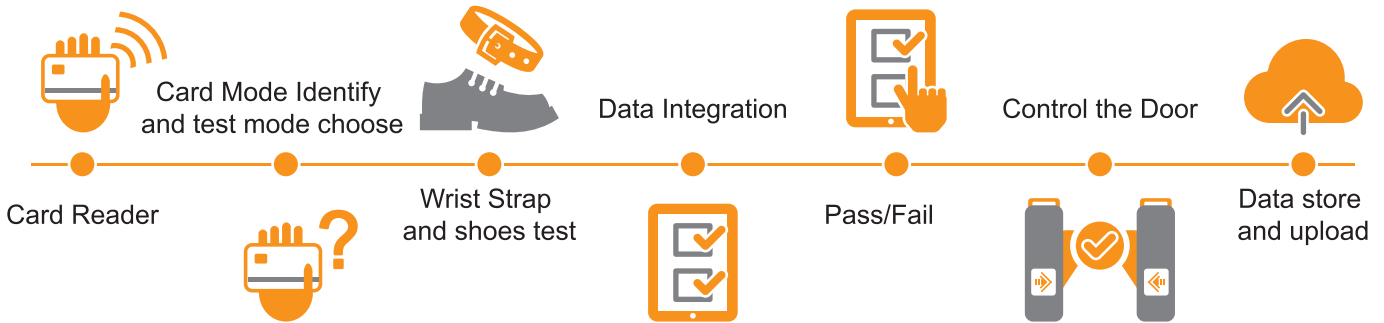 Card Reader
Card Mode Identify
and test mode choose
Wrist Strap
and shoes test
Data Integration
Pass/Fail
Control the Door
Data store
and upload